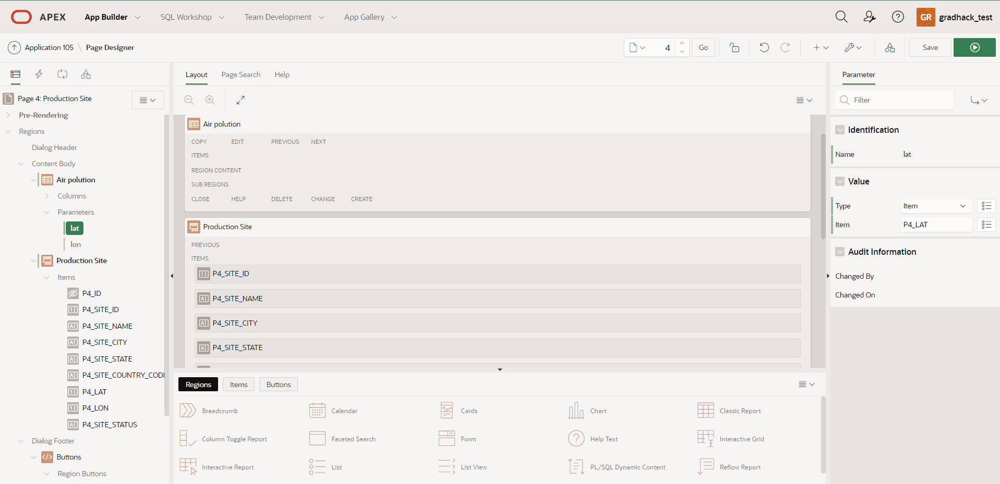 APEX App Builder SQL Workshop Team Development App Gallery GR gradhack_test
Application 105 \ Page Designer 4 Go Save
Layout Page Search Help
Parameter
Page 4: Production Site
Filter
Pre-Rendering
Regions
Dialog Header
Content Body
Air polution
Columns
Parameters
lat
lon
Production Site
Items
P4_ID
P4_SITE_ID
P4_SITE_NAME
P4_SITE_CITY
P4_SITE_STATE
P4_SITE_COUNTRY_CODE
P4_LAT
P4_LON
P4_SITE_STATUS
Dialog Footer
Buttons
Region Buttons
Air polution
COPY EDIT PREVIOUS NEXT
ITEMS
REGION CONTENT
SUB REGIONS
CLOSE HELP DELETE CHANGE CREATE
Production Site
PREVIOUS
ITEMS
P4_SITE_ID
P4_SITE_NAME
P4_SITE_CITY
P4_SITE_STATE
Regions Items Buttons
Breadcrumb Calendar Cards Chart Classic Report
Column Toggle Report Faceted Search Form Help Text Interactive Grid
Interactive Report List List View PL/SQL Dynamic Content Reflow Report
Identification
Name lat
Value
Type Item
Item P4_LAT
Audit Information
Changed By
Changed On